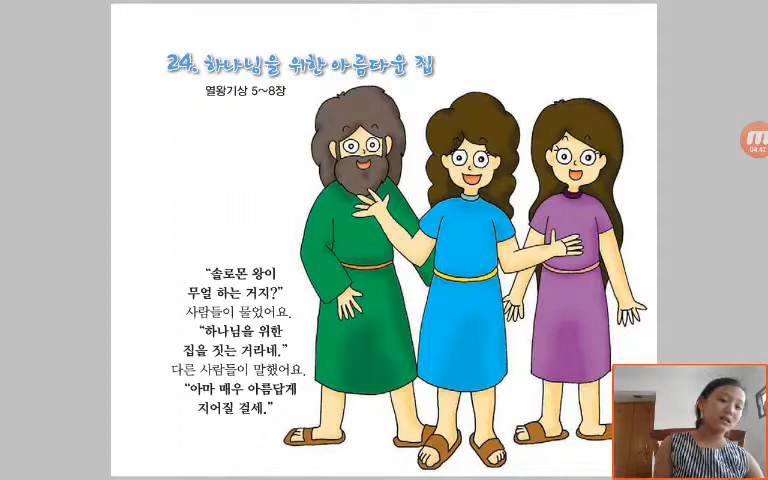 24. 하나님을 위한 아름다운 집
열왕기상 5~8장
“솔로몬 왕이
무얼 하는 거지?”
사람들이 물었어요.
“하나님을 위한
집을 짓는 거라네.”
다른 사람들이 말했어요.
“아마 매우 아름답게
지어질 걸세.”
04:47